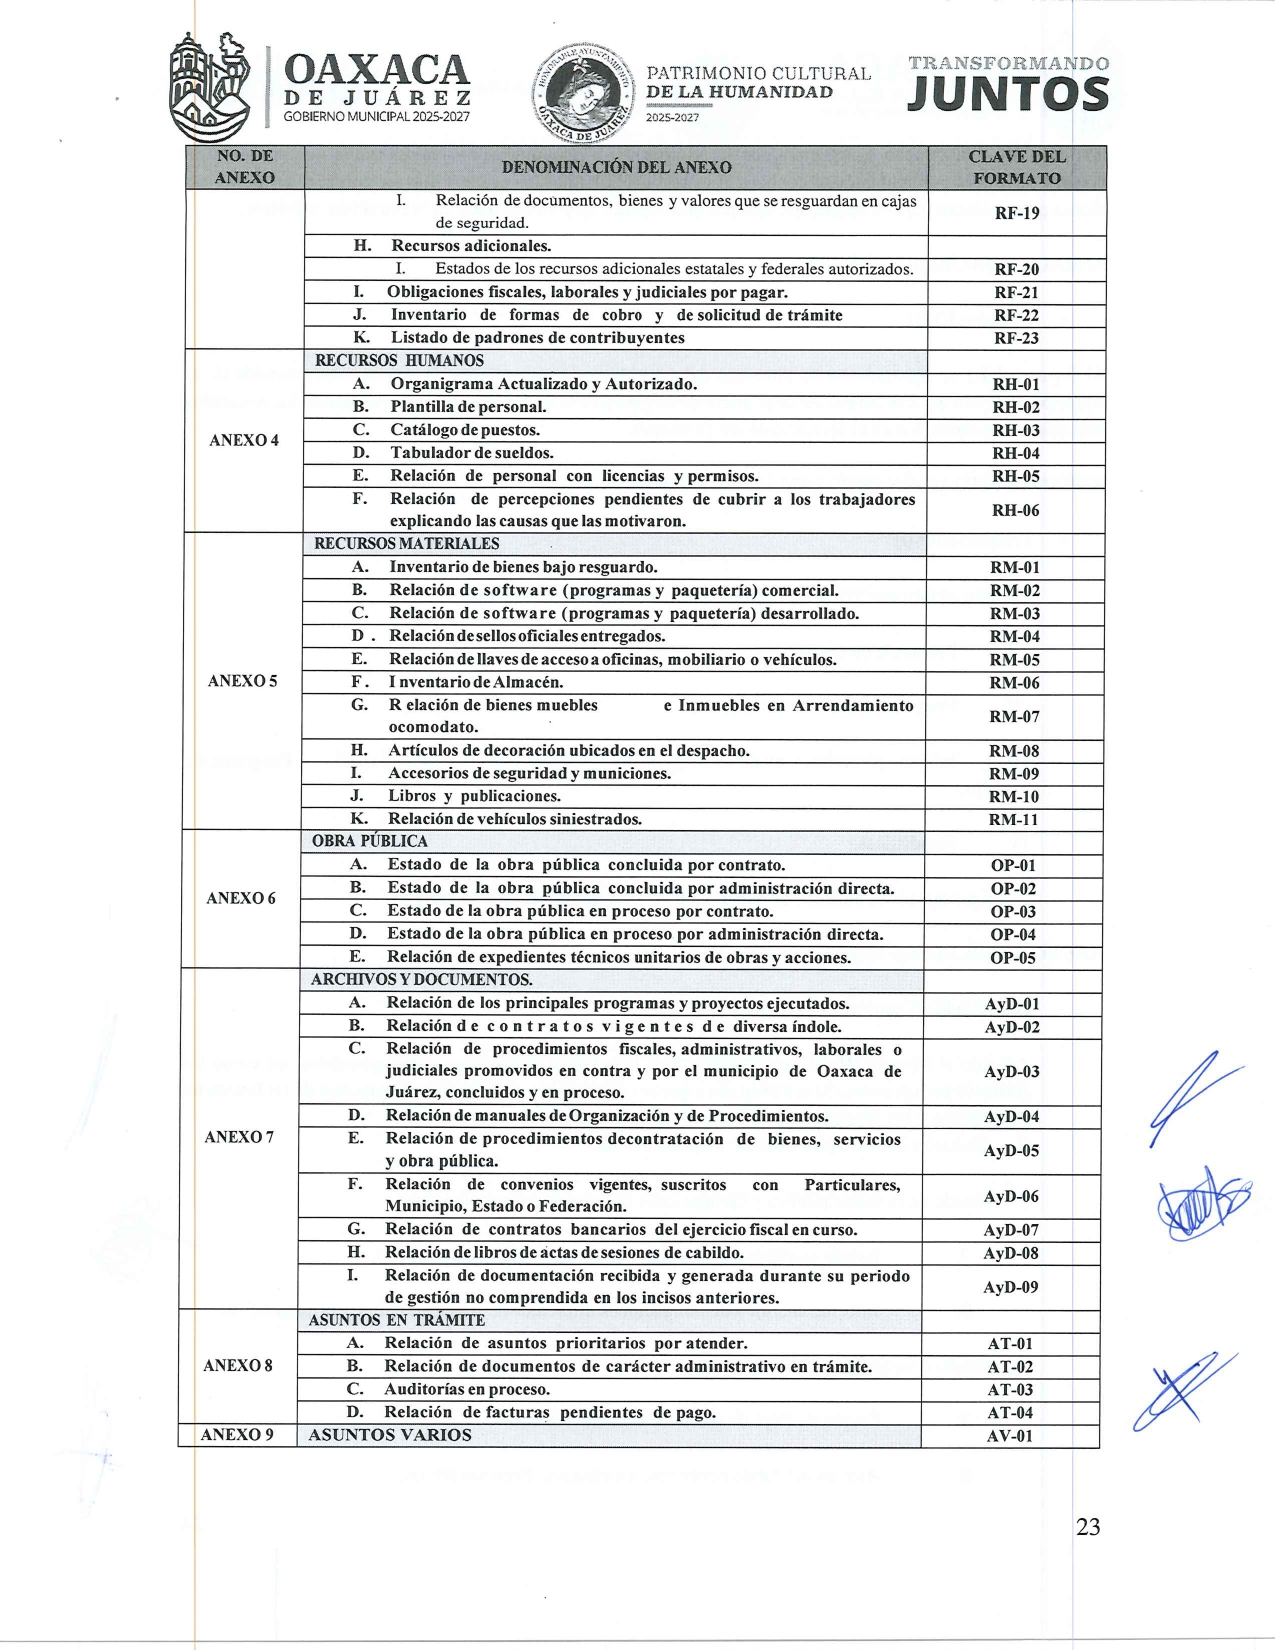 OAXACA
DE JUÁREZ
GOBIERNO MUNICIPAL 2025-2027
HONORABLE AYUNTAMIENTO
OAXACA DE JUÁREZ
PATRIMONIO CULTURAL
DE LA HUMANIDAD
2025-2027
TRANSFORMANDO
JUNTOS
NO. DE
ANEXO
DENOMINACIÓN DEL ANEXO
CLAVE DEL
FORMATO
I. Relación de documentos, bienes y valores que se resguardan en cajas
de seguridad.
RF-19
H. Recursos adicionales.
I. Estados de los recursos adicionales estatales y federales autorizados. RF-20
I. Obligaciones fiscales, laborales y judiciales por pagar. RF-21
J. Inventario de formas de cobro y de solicitud de trámite RF-22
K. Listado de padrones de contribuyentes RF-23
ANEXO 4
RECURSOS HUMANOS
A. Organigrama Actualizado y Autorizado. RH-01
B. Plantilla de personal. RH-02
C. Catálogo de puestos. RH-03
D. Tabulador de sueldos. RH-04
E. Relación de personal con licencias y permisos. RH-05
F. Relación de percepciones pendientes de cubrir a los trabajadores
explicando las causas que las motivaron.
RH-06
ANEXO 5
RECURSOS MATERIALES
A. Inventario de bienes bajo resguardo. RM-01
B. Relación de software (programas y paquetería) comercial. RM-02
C. Relación de software (programas y paquetería) desarrollado. RM-03
D . Relación de sellos oficiales entregados. RM-04
E. Relación de llaves de acceso a oficinas, mobiliario o vehículos. RM-05
F. I nventario de Almacén. RM-06
G. R elación de bienes muebles e Inmuebles en Arrendamiento
ocomodato.
RM-07
H. Artículos de decoración ubicados en el despacho. RM-08
I. Accesorios de seguridad y municiones. RM-09
J. Libros y publicaciones. RM-10
K. Relación de vehículos siniestrados. RM-11
ANEXO 6
OBRA PÚBLICA
A. Estado de la obra pública concluida por contrato. OP-01
B. Estado de la obra pública concluida por administración directa. OP-02
C. Estado de la obra pública en proceso por contrato. OP-03
D. Estado de la obra pública en proceso por administración directa. OP-04
E. Relación de expedientes técnicos unitarios de obras y acciones. OP-05
ANEXO 7
ARCHIVOS Y DOCUMENTOS.
A. Relación de los principales programas y proyectos ejecutados. AyD-01
B. Relación d e c o n t r a t o s v i g e n t e s d e diversa índole. AyD-02
C. Relación de procedimientos fiscales, administrativos, laborales o
judiciales promovidos en contra y por el municipio de Oaxaca de
Juárez, concluidos y en proceso.
AyD-03
D. Relación de manuales de Organización y de Procedimientos. AyD-04
E. Relación de procedimientos decontratación de bienes, servicios
y obra pública.
AyD-05
F. Relación de convenios vigentes, suscritos con Particulares,
Municipio, Estado o Federación.
AyD-06
G. Relación de contratos bancarios del ejercicio fiscal en curso. AyD-07
H. Relación de libros de actas de sesiones de cabildo. AyD-08
I. Relación de documentación recibida y generada durante su periodo
de gestión no comprendida en los incisos anteriores.
AyD-09
ANEXO 8
ASUNTOS EN TRÁMITE
A. Relación de asuntos prioritarios por atender. AT-01
B. Relación de documentos de carácter administrativo en trámite. AT-02
C. Auditorías en proceso. AT-03
D. Relación de facturas pendientes de pago. AT-04
ANEXO 9 ASUNTOS VARIOS AV-01
23